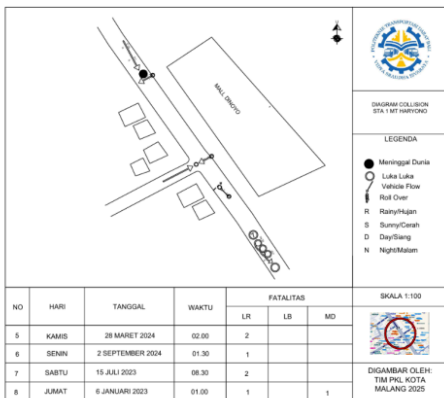 MALL DINOYO
POLITEKNIK TRANSPORTASI DARAT BALI
DIAGRAM COLLISION
STA 1 MT HARYONO
LEGENDA
Meninggal Dunia
Luka Luka
Vehicle Flow
Roll Over
R Rainy/Hujan
S Sunny/Cerah
D Day/Siang
N Night/Malam
SKALA 1:100
DIGAMBAR OLEH:
TIM PKL KOTA
MALANG 2025
NO HARI TANGGAL WAKTU FATALITAS
LR LB MD
5 KAMIS 28 MARET 2024 02.00 2
6 SENIN 2 SEPTEMBER 2024 01.30 1
7 SABTU 15 JULI 2023 08.30 2
8 JUMAT 6 JANUARI 2023 01.00 1 1